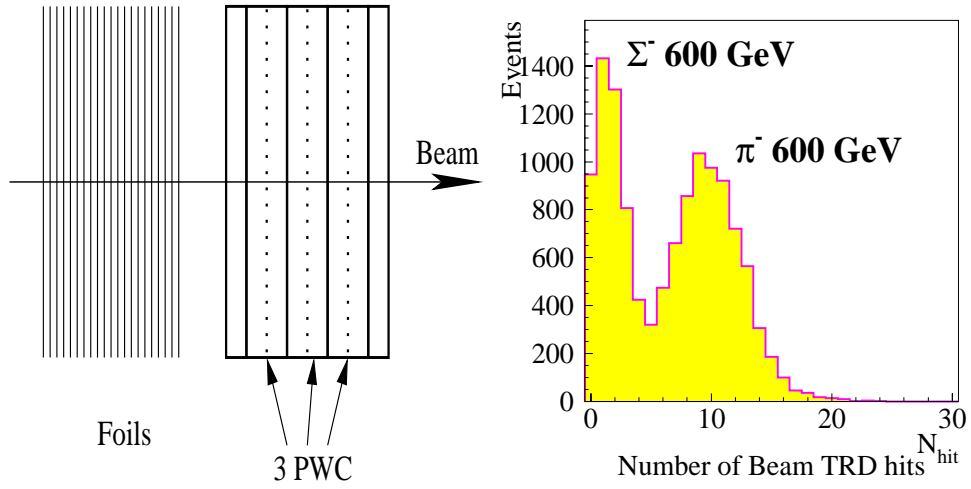 Foils
3 PWC
Beam
Events
1400
1200
1000
800
600
400
200
0
Σ⁻ 600 GeV
π⁻ 600 GeV
0 10 20 30
N_hit
Number of Beam TRD hits